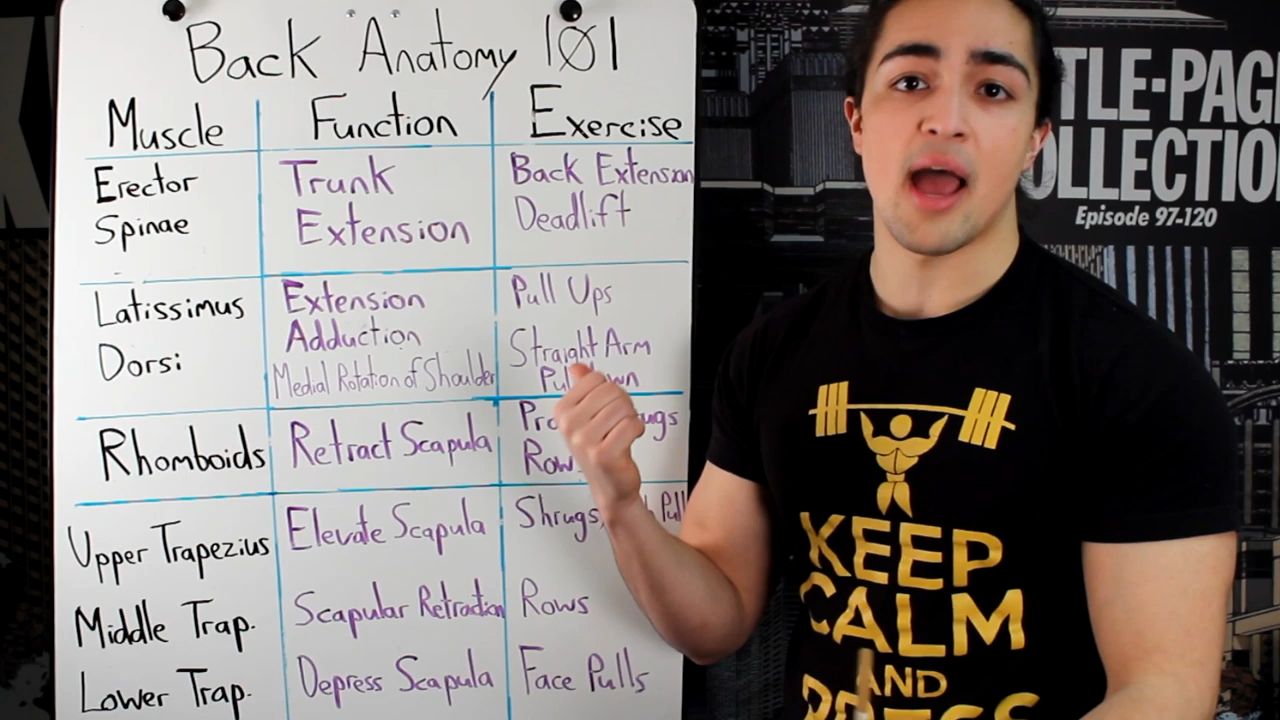 Back Anatomy 101
Muscle Function Exercise
Erector Spinae
Trunk Extension
Back Extension
Deadlift
Latissimus Dorsi
Extension
Adduction
Medial Rotation of Shoulder
Pull Ups
Straight Arm
Rhomboids
Retract Scapula
Upper Trapezius
Elevate Scapula
Shrugs,
Middle Trap.
Scapular Retraction
Rows
Lower Trap.
Depress Scapula
Face Pulls
COLLECTION
Episode 97-120
KEEP
CALM
AND